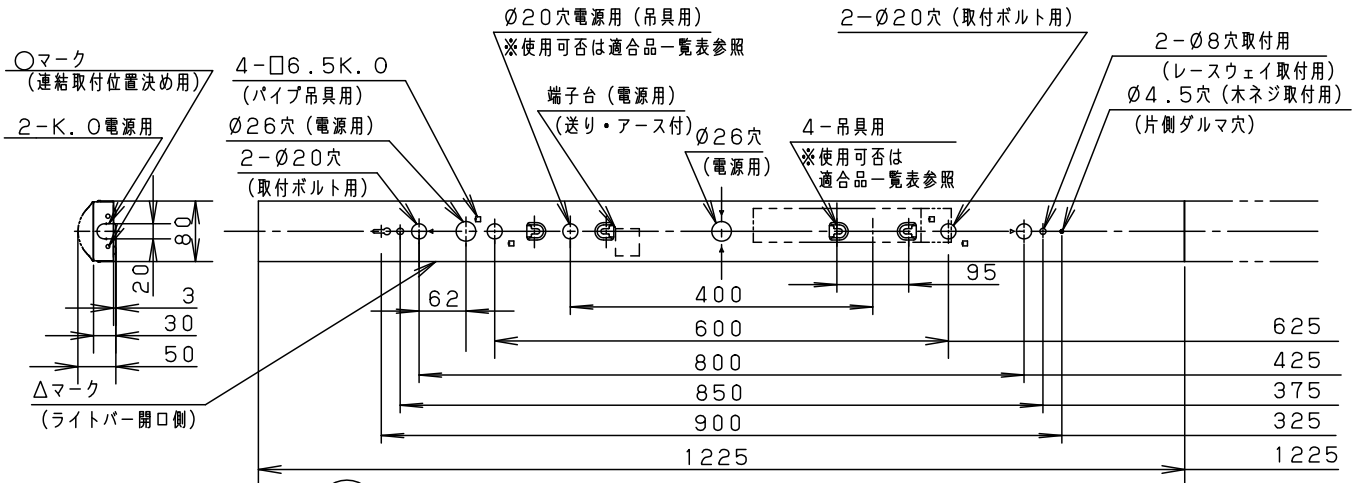 ○マーク
(連結取付位置決め用)
2-K.O電源用
4-□6.5K.O
(パイプ吊具用)
Ø26穴(電源用)
2-Ø20穴
(取付ボルト用)
Ø20穴電源用(吊具用)
※使用可否は適合品一覧表参照
端子台(電源用)
(送り・アース付)
Ø26穴
(電源用)
4-吊具用
※使用可否は
適合品一覧表参照
2-Ø20穴(取付ボルト用)
2-Ø8穴取付用
(レースウェイ取付用)
Ø4.5穴(木ネジ取付用)
(片側ダルマ穴)
80
20
3
30
50
△マーク
(ライトバー開口側)
62
400
95
600
625
800
425
850
375
900
325
1225
1225